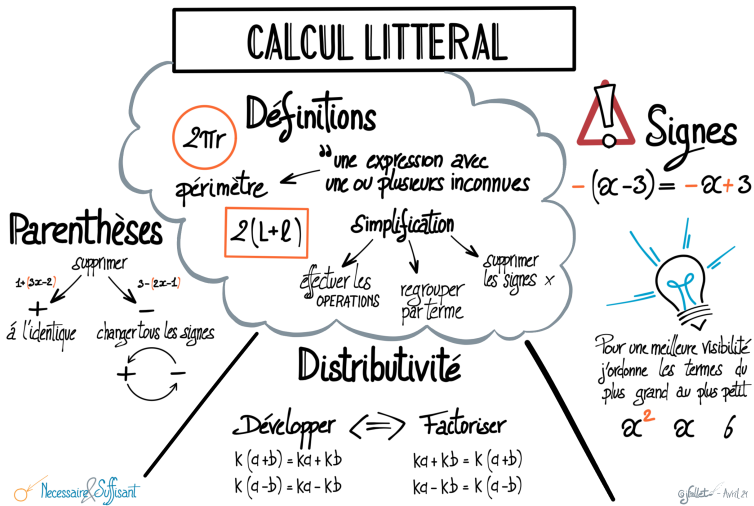 CALCUL LITTERAL
Définitions
2πr
périmètre
" une expression avec
une ou plusieurs inconnues
2(L+ℓ)
Simplification
effectuer les
OPERATIONS
regrouper
par terme
supprimer
les signes ×
Parenthèses
supprimer
1+(3x-2)
3-(2x-1)
+
-
á l'identique
changer tous les signes
+ -
Signes
-(x-3) = -x+3
Pour une meilleure visibilité
j'ordonne les termes du
plus grand au plus petit
x² x 6
Distributivité
Développer <=> Factoriser
k(a+b) = ka + kb
k(a-b) = ka - kb
ka + kb = k(a+b)
ka - kb = k(a-b)
Necessaire & Suffisant
- Avril 24